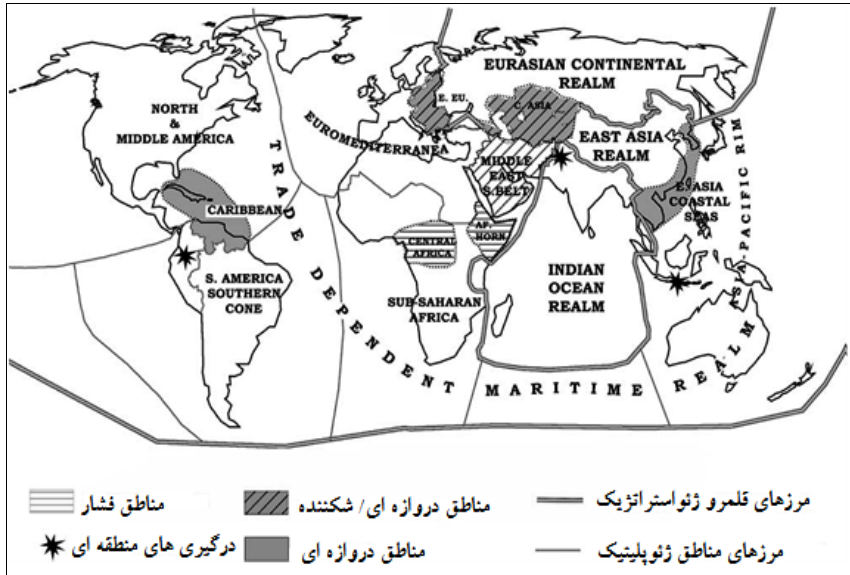 EURASIAN CONTINENTAL
REALM
NORTH
&
MIDDLE AMERICA
E. EU.
C. ASIA
EUROMEDITERRANEA
EAST ASIA
REALM
MIDDLE
EAST
S.BELT
CARIBBEAN
E. ASIA
COASTAL
SEAS
ASIA-PACIFIC RIM
AF.
HORN
CENTRAL
AFRICA
S. AMERICA
SOUTHERN
CONE
SUB-SAHARAN
AFRICA
INDIAN
OCEAN
REALM
TRADE DEPENDENT MARITIME REALM
مناطق فشار
مناطق دروازه ای/ شکننده
مرزهای قلمرو ژئواستراتژیک
درگیری های منطقه ای
مناطق دروازه ای
مرزهای مناطق ژئوپلیتیک